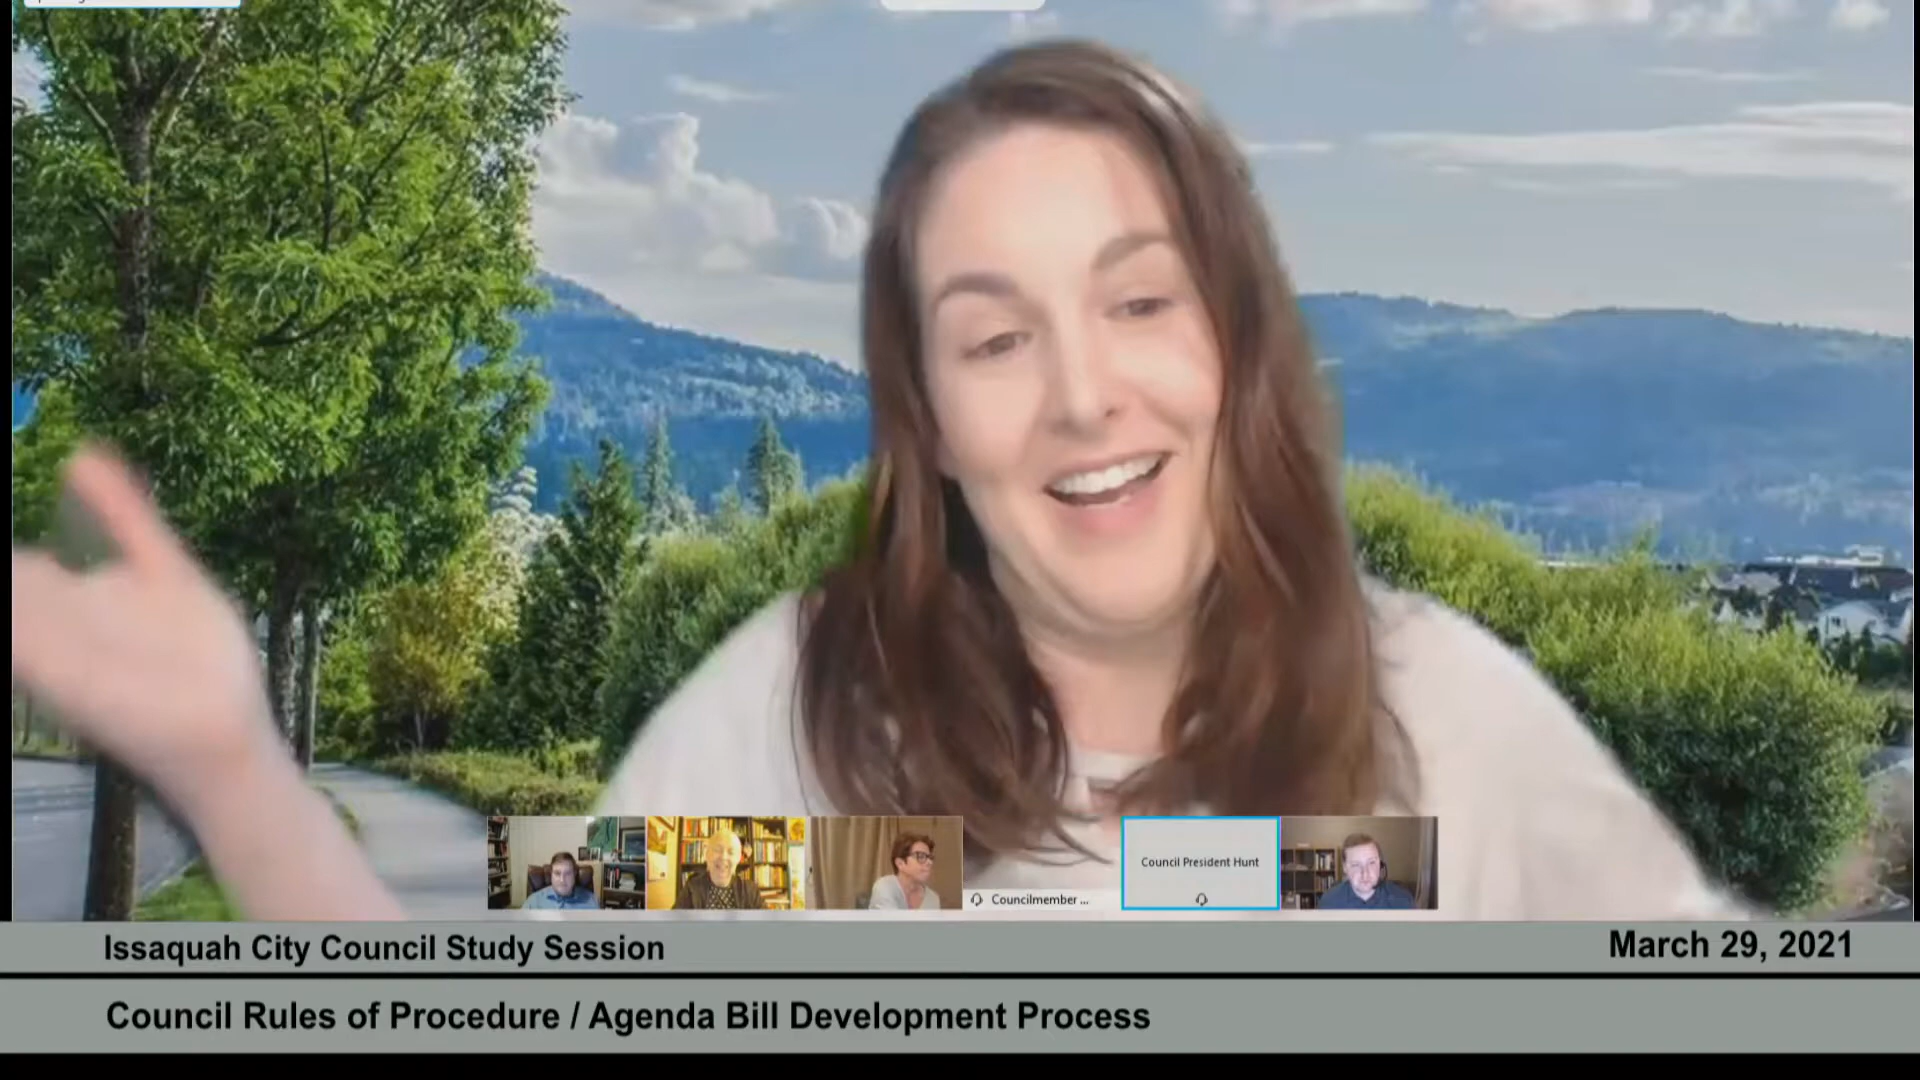 Councilmember ...
Council President Hunt
Issaquah City Council Study Session
March 29, 2021
Council Rules of Procedure / Agenda Bill Development Process